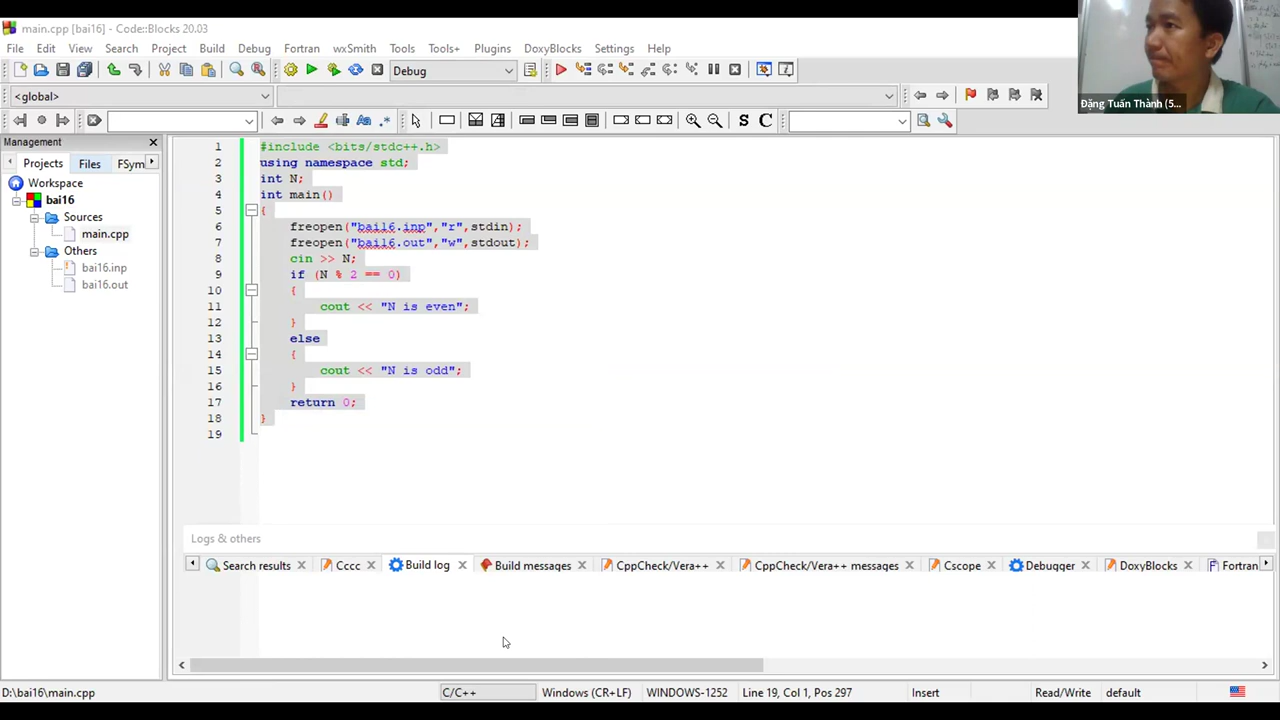 main.cpp [bai16] - Code::Blocks 20.03
File Edit View Search Project Build Debug Fortran wxSmith Tools Tools+ Plugins DoxyBlocks Settings Help
Debug
<global>
S C
Management
Projects Files FSym
Workspace
bai16
Sources
main.cpp
Others
bai16.inp
bai16.out
1 #include <bits/stdc++.h>
2 using namespace std;
3 int N;
4 int main()
5 {
6 freopen("bai16.inp","r",stdin);
7 freopen("bai16.out","w",stdout);
8 cin >> N;
9 if (N % 2 == 0)
10 {
11 cout << "N is even";
12 }
13 else
14 {
15 cout << "N is odd";
16 }
17 return 0;
18 }
19
Đặng Tuấn Thành (5...
Logs & others
Search results Cccc Build log Build messages CppCheck/Vera++ CppCheck/Vera++ messages Cscope Debugger DoxyBlocks Fortran
D:\bai16\main.cpp C/C++ Windows (CR+LF) WINDOWS-1252 Line 19, Col 1, Pos 297 Insert Read/Write default